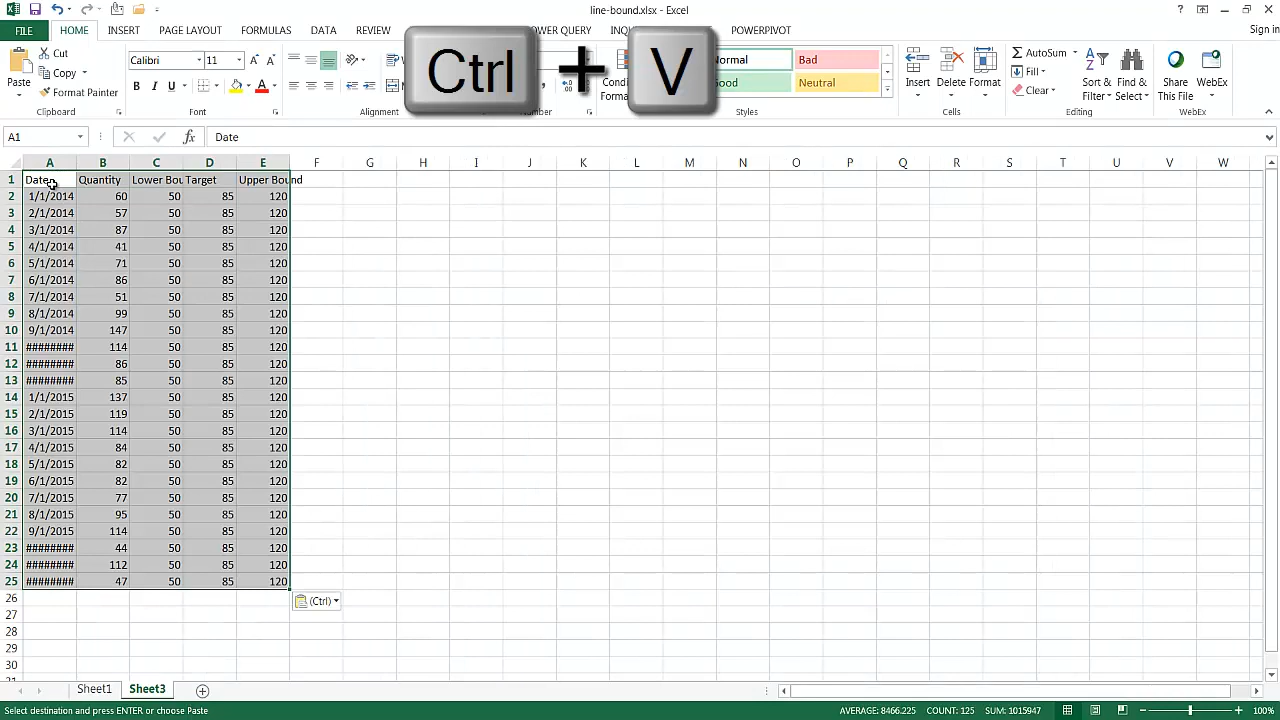 line-bound.xlsx - Excel
Sign in
FILE HOME INSERT PAGE LAYOUT FORMULAS DATA REVIEW POWERPIVOT
Ctrl + V
Paste
Cut
Copy
Format Painter
Calibri 11
B I U
Normal Bad
Good Neutral
Insert Delete Format
AutoSum
Fill
Clear
Sort & Filter
Find & Select
Share This File
WebEx
Clipboard Font Alignment Number Styles Cells Editing WebEx
A1 fx Date
A B C D E F G H I J K L M N O P Q R S T U V W
1 Date Quantity Lower Bou Target Upper Bound
2 1/1/2014 60 50 85 120
3 2/1/2014 57 50 85 120
4 3/1/2014 87 50 85 120
5 4/1/2014 41 50 85 120
6 5/1/2014 71 50 85 120
7 6/1/2014 86 50 85 120
8 7/1/2014 51 50 85 120
9 8/1/2014 99 50 85 120
10 9/1/2014 147 50 85 120
11 ######## 114 50 85 120
12 ######## 86 50 85 120
13 ######## 85 50 85 120
14 1/1/2015 137 50 85 120
15 2/1/2015 119 50 85 120
16 3/1/2015 114 50 85 120
17 4/1/2015 84 50 85 120
18 5/1/2015 82 50 85 120
19 6/1/2015 82 50 85 120
20 7/1/2015 77 50 85 120
21 8/1/2015 95 50 85 120
22 9/1/2015 114 50 85 120
23 ######## 44 50 85 120
24 ######## 112 50 85 120
25 ######## 47 50 85 120
26
(Ctrl)
27
28
29
30
31
Sheet1 Sheet3
Select destination and press ENTER or choose Paste AVERAGE: 8466.225 COUNT: 125 SUM: 1015947 100%